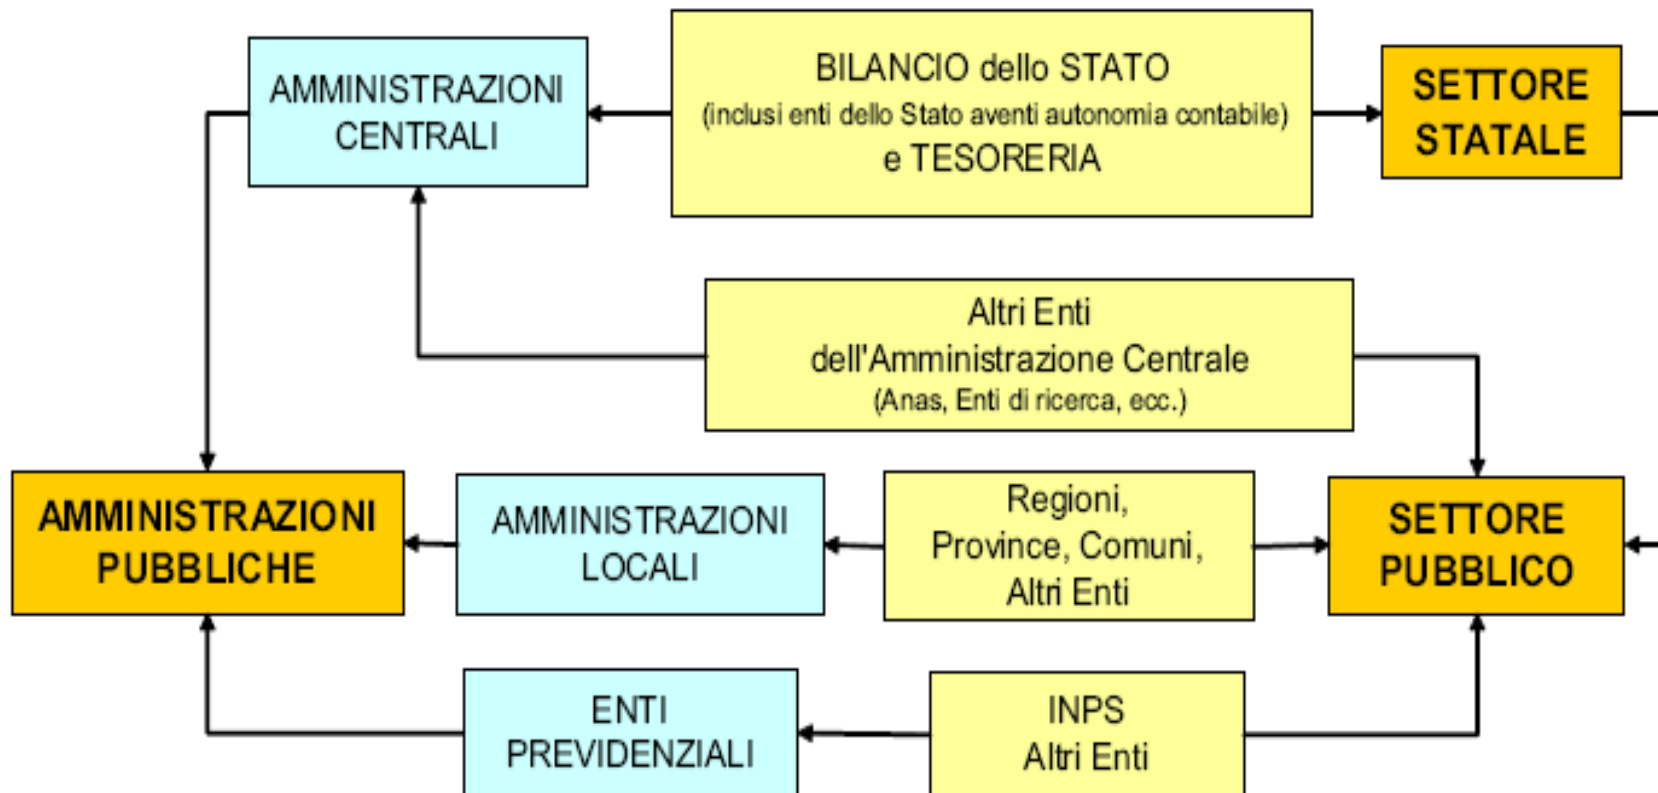 AMMINISTRAZIONI
CENTRALI
BILANCIO dello STATO
(inclusi enti dello Stato aventi autonomia contabile)
e TESORERIA
SETTORE
STATALE
Altri Enti
dell'Amministrazione Centrale
(Anas, Enti di ricerca, ecc.)
AMMINISTRAZIONI
PUBBLICHE
AMMINISTRAZIONI
LOCALI
Regioni,
Province, Comuni,
Altri Enti
SETTORE
PUBBLICO
ENTI
PREVIDENZIALI
INPS
Altri Enti